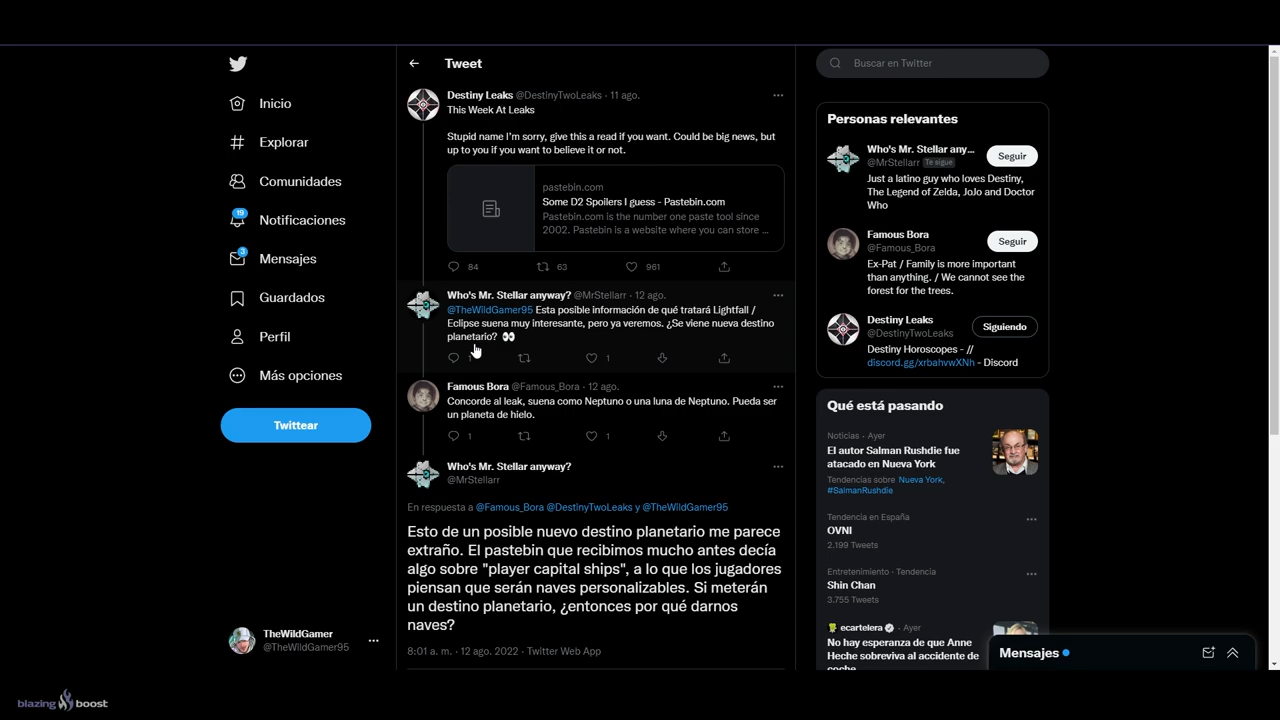 Inicio
Explorar
Comunidades
19
Notificaciones
3
Mensajes
Guardados
Perfil
Más opciones
Twittear
TheWildGamer
@TheWildGamer95
Tweet
Destiny Leaks @DestinyTwoLeaks · 11 ago.
This Week At Leaks
Stupid name I'm sorry, give this a read if you want. Could be big news, but
up to you if you want to believe it or not.
pastebin.com
Some D2 Spoilers I guess - Pastebin.com
Pastebin.com is the number one paste tool since
2002. Pastebin is a website where you can store ...
84 63 961
Who's Mr. Stellar anyway? @MrStellarr · 12 ago.
@TheWildGamer95 Esta posible información de qué tratará Lightfall /
Eclipse suena muy interesante, pero ya veremos. ¿Se viene nueva destino
planetario? 👀
1 1
Famous Bora @Famous_Bora · 12 ago.
Concorde al leak, suena como Neptuno o una luna de Neptuno. Pueda ser
un planeta de hielo.
1 1
Who's Mr. Stellar anyway?
@MrStellarr
En respuesta a @Famous_Bora @DestinyTwoLeaks y @TheWildGamer95
Esto de un posible nuevo destino planetario me parece
extraño. El pastebin que recibimos mucho antes decía
algo sobre "player capital ships", a lo que los jugadores
piensan que serán naves personalizables. Si meterán
un destino planetario, ¿entonces por qué darnos
naves?
8:01 a. m. · 12 ago. 2022 · Twitter Web App
Buscar en Twitter
Personas relevantes
Who's Mr. Stellar any...
@MrStellarr Te sigue
Seguir
Just a latino guy who loves Destiny,
The Legend of Zelda, JoJo and Doctor
Who
Famous Bora
@Famous_Bora
Seguir
Ex-Pat / Family is more important
than anything. / We cannot see the
forest for the trees.
Destiny Leaks
@DestinyTwoLeaks
Siguiendo
Destiny Horoscopes - //
discord.gg/xrbahvwXNh - Discord
Qué está pasando
Noticias · Ayer
El autor Salman Rushdie fue
atacado en Nueva York
Tendencias sobre Nueva York,
#SalmanRushdie
Tendencia en España
OVNI
2.199 Tweets
Entretenimiento · Tendencia
Shin Chan
3.755 Tweets
ecartelera · Ayer
No hay esperanza de que Anne
Heche sobreviva al accidente de
coche
Mensajes
blazing boost